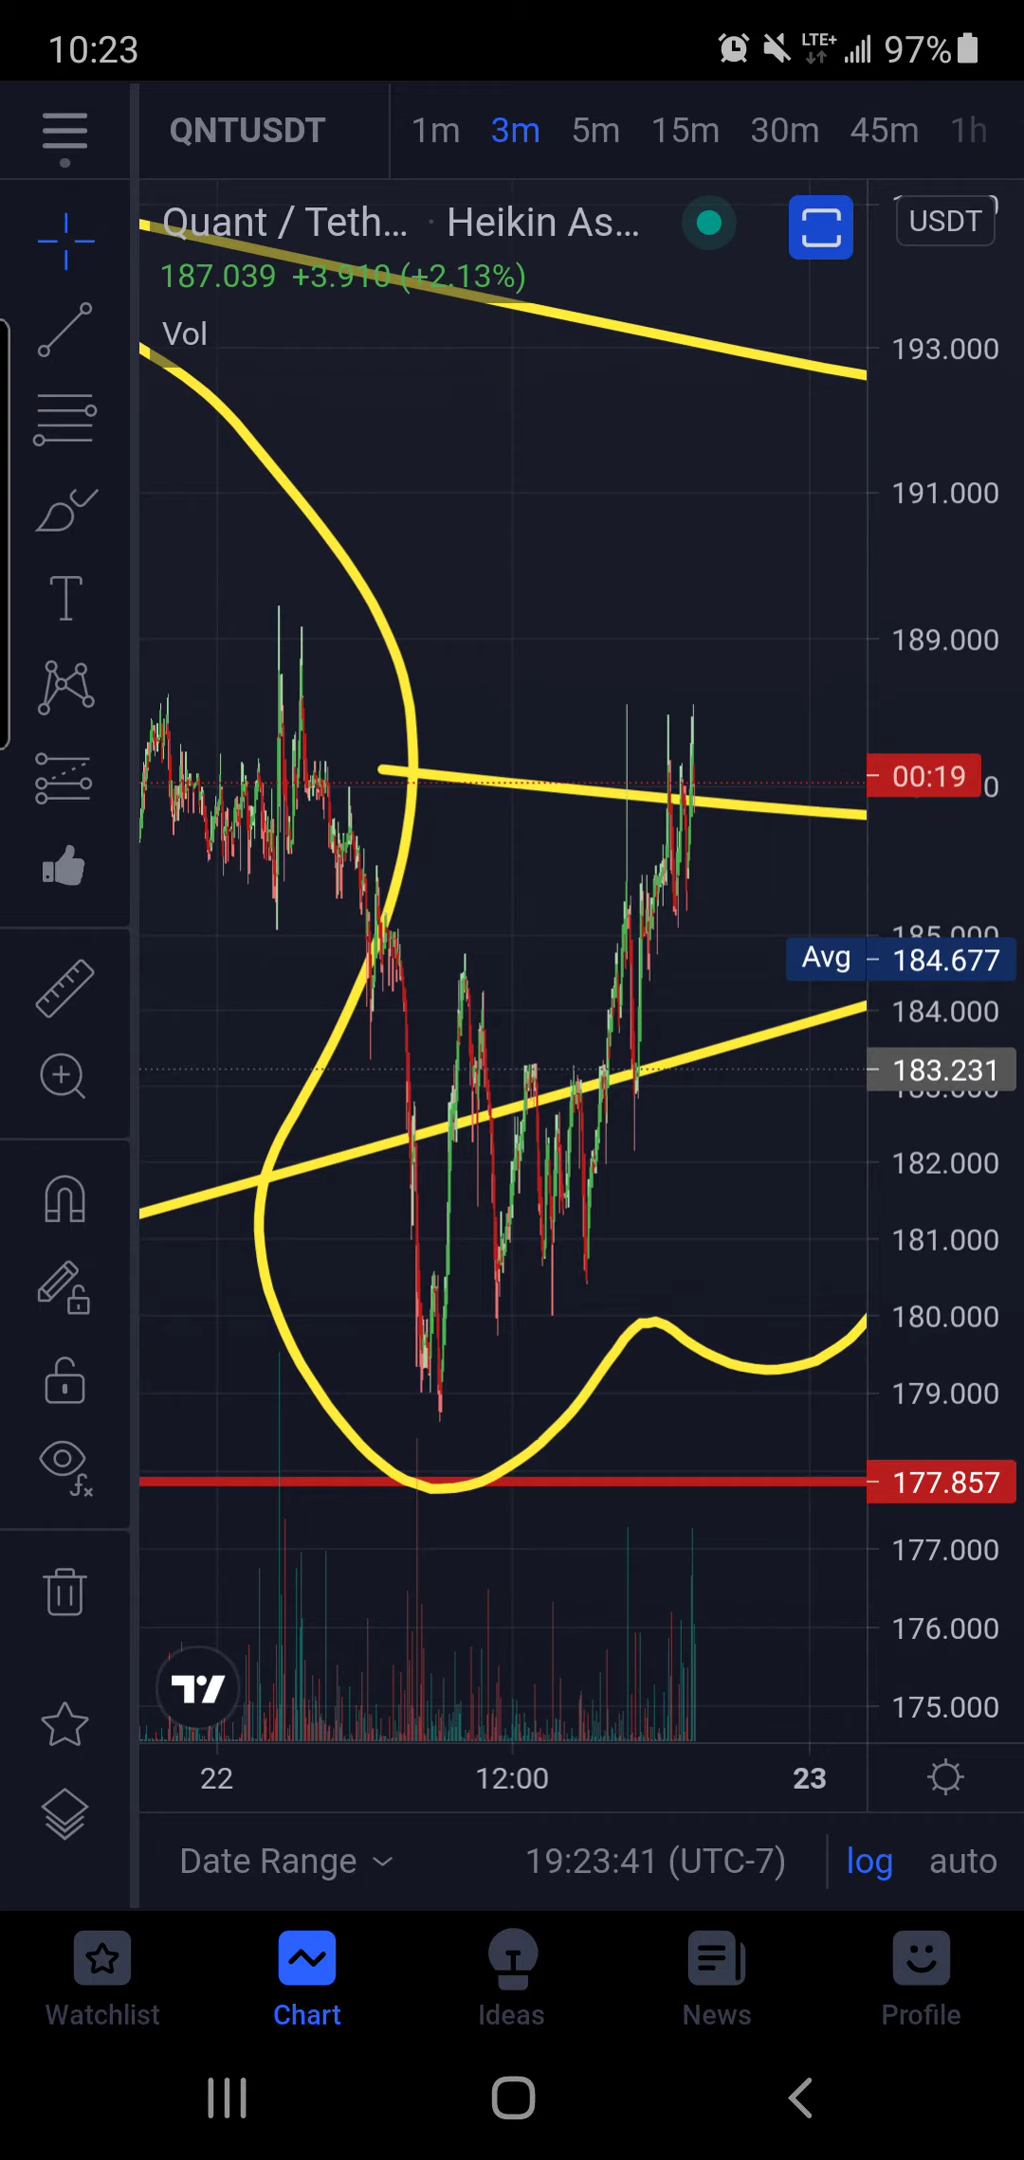 10:23 LTE+ 97%
QNTUSDT 1m 3m 5m 15m 30m 45m 1h
Quant / Teth... · Heikin As... USDT
187.039 +3.910 (+2.13%)
Vol
193.000
191.000
189.000
00:19
Avg 184.677
184.000
183.231
182.000
181.000
180.000
179.000
177.857
177.000
176.000
175.000
22 12:00 23
Date Range 19:23:41 (UTC-7) log auto
Watchlist Chart Ideas News Profile